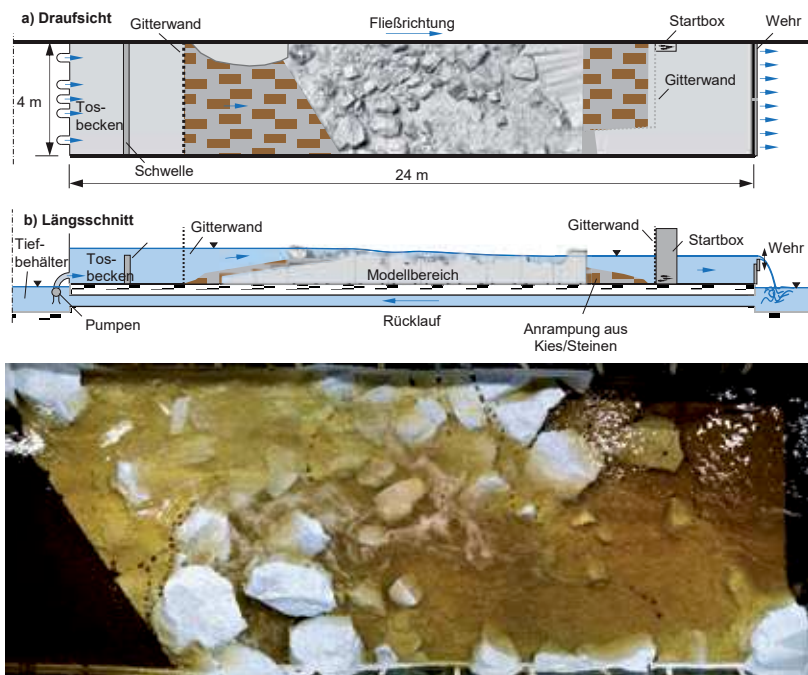 a) Draufsicht
Gitterwand
Fließrichtung
Startbox
Wehr
4 m
Tos-
becken
Gitterwand
Schwelle
24 m
b) Längsschnitt
Tief-
behälter
Tos-
becken
Gitterwand
Gitterwand
Startbox
Wehr
Modellbereich
Pumpen
Rücklauf
Anrampung aus
Kies/Steinen